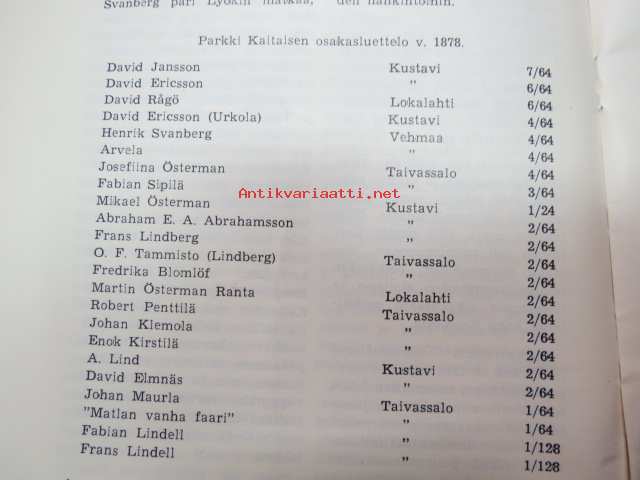 Svanberg pari Lyökin matkaa, den hankintoihin.
Parkki Kaitaisen osakasluettelo v. 1878.
David Jansson Kustavi 7/64
David Ericsson " 6/64
David Rågö Lokalahti 6/64
David Ericsson (Urkola) Kustavi 4/64
Henrik Svanberg Vehmaa 4/64
Arvela " 4/64
Josefiina Österman Taivassalo 4/64
Fabian Sipilä " 3/64
Antikvariaatti.net
Mikael Österman Kustavi 1/24
Abraham E. A. Abrahamsson " 2/64
Frans Lindberg " 2/64
O. F. Tammisto (Lindberg) Taivassalo 2/64
Fredrika Blomlöf " 2/64
Martin Österman Ranta Lokalahti 2/64
Robert Penttilä Taivassalo 2/64
Johan Klemola " 2/64
Enok Kirstilä " 2/64
A. Lind Kustavi 2/64
David Elmnäs " 2/64
Johan Maurla Taivassalo 1/64
"Matlan vanha faari" " 1/64
Fabian Lindell " 1/128
Frans Lindell " 1/128